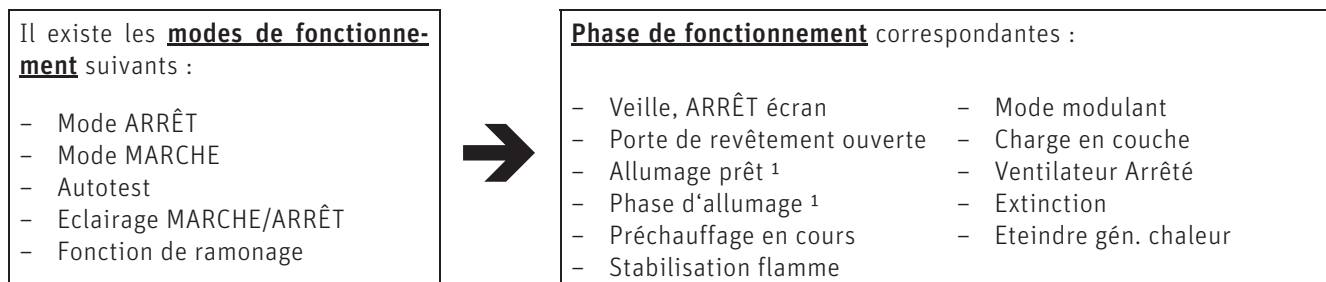 Il existe les modes de fonctionne-
ment suivants :
– Mode ARRÊT
– Mode MARCHE
– Autotest
– Eclairage MARCHE/ARRÊT
– Fonction de ramonage
Phase de fonctionnement correspondantes :
– Veille, ARRÊT écran
– Porte de revêtement ouverte
– Allumage prêt ¹
– Phase d‘allumage ¹
– Préchauffage en cours
– Stabilisation flamme
– Mode modulant
– Charge en couche
– Ventilateur Arrêté
– Extinction
– Eteindre gén. chaleur